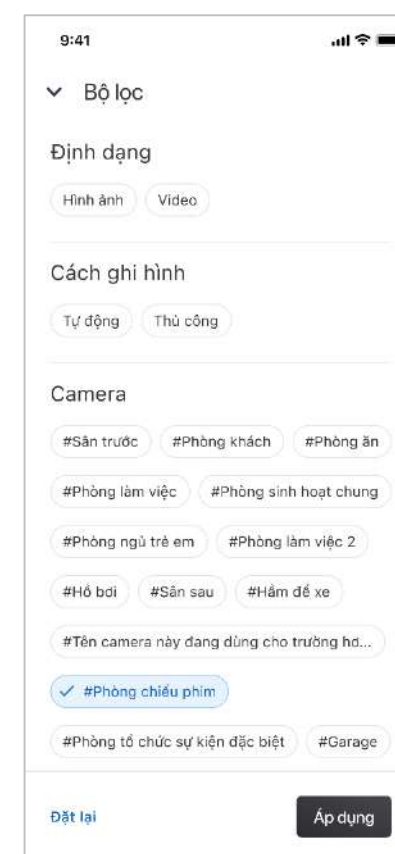 9:41
Bộ lọc
Định dạng
Hình ảnh Video
Cách ghi hình
Tự động Thủ công
Camera
#Sân trước #Phòng khách #Phòng ăn
#Phòng làm việc #Phòng sinh hoạt chung
#Phòng ngủ trẻ em #Phòng làm việc 2
#Hồ bơi #Sân sau #Hầm để xe
#Tên camera này đang dùng cho trường hơ...
#Phòng chiếu phim
#Phòng tổ chức sự kiện đặc biệt #Garage
Đặt lại Áp dụng